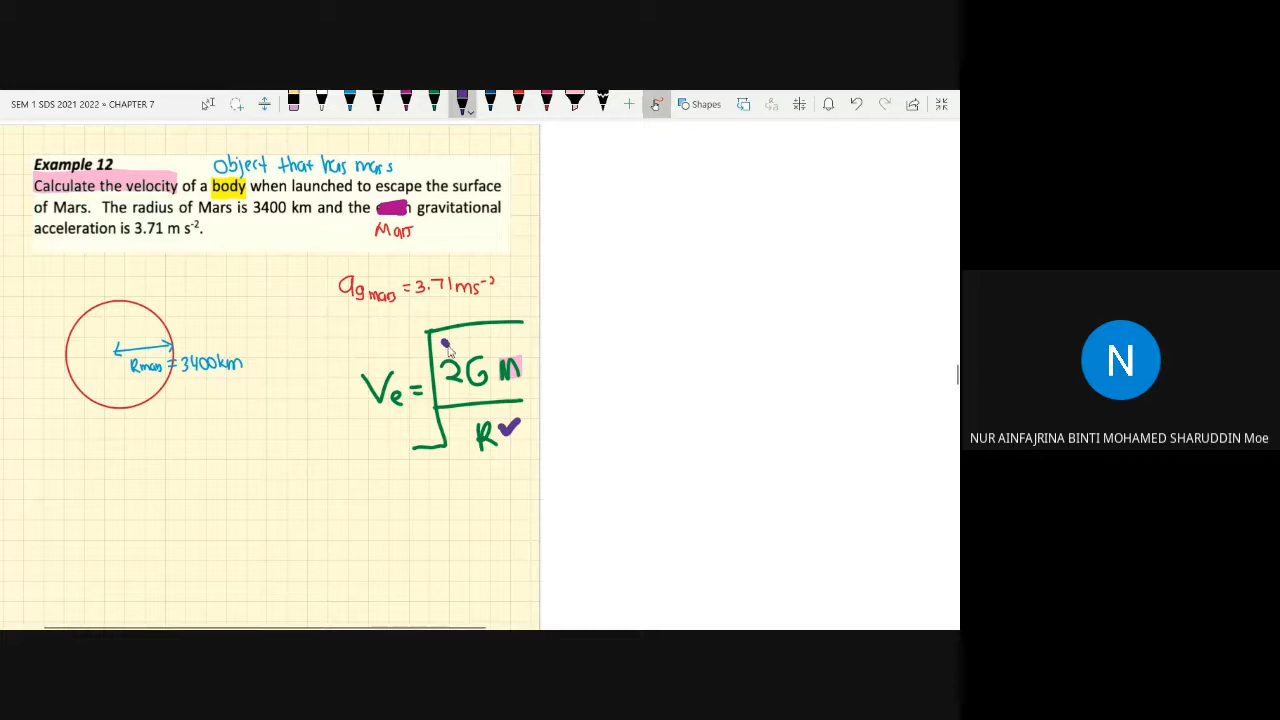 SEM 1 SDS 2021 2022 » CHAPTER 7
Shapes
Example 12
Object that has mass
Calculate the velocity of a body when launched to escape the surface
of Mars. The radius of Mars is 3400 km and the gravitational
acceleration is 3.71 m s⁻².
Mars
ag mars = 3.71ms⁻²
Rmars = 3400km
Ve = √(2GM / R) ✓
N
NUR AINFAJRINA BINTI MOHAMED SHARUDDIN Moe